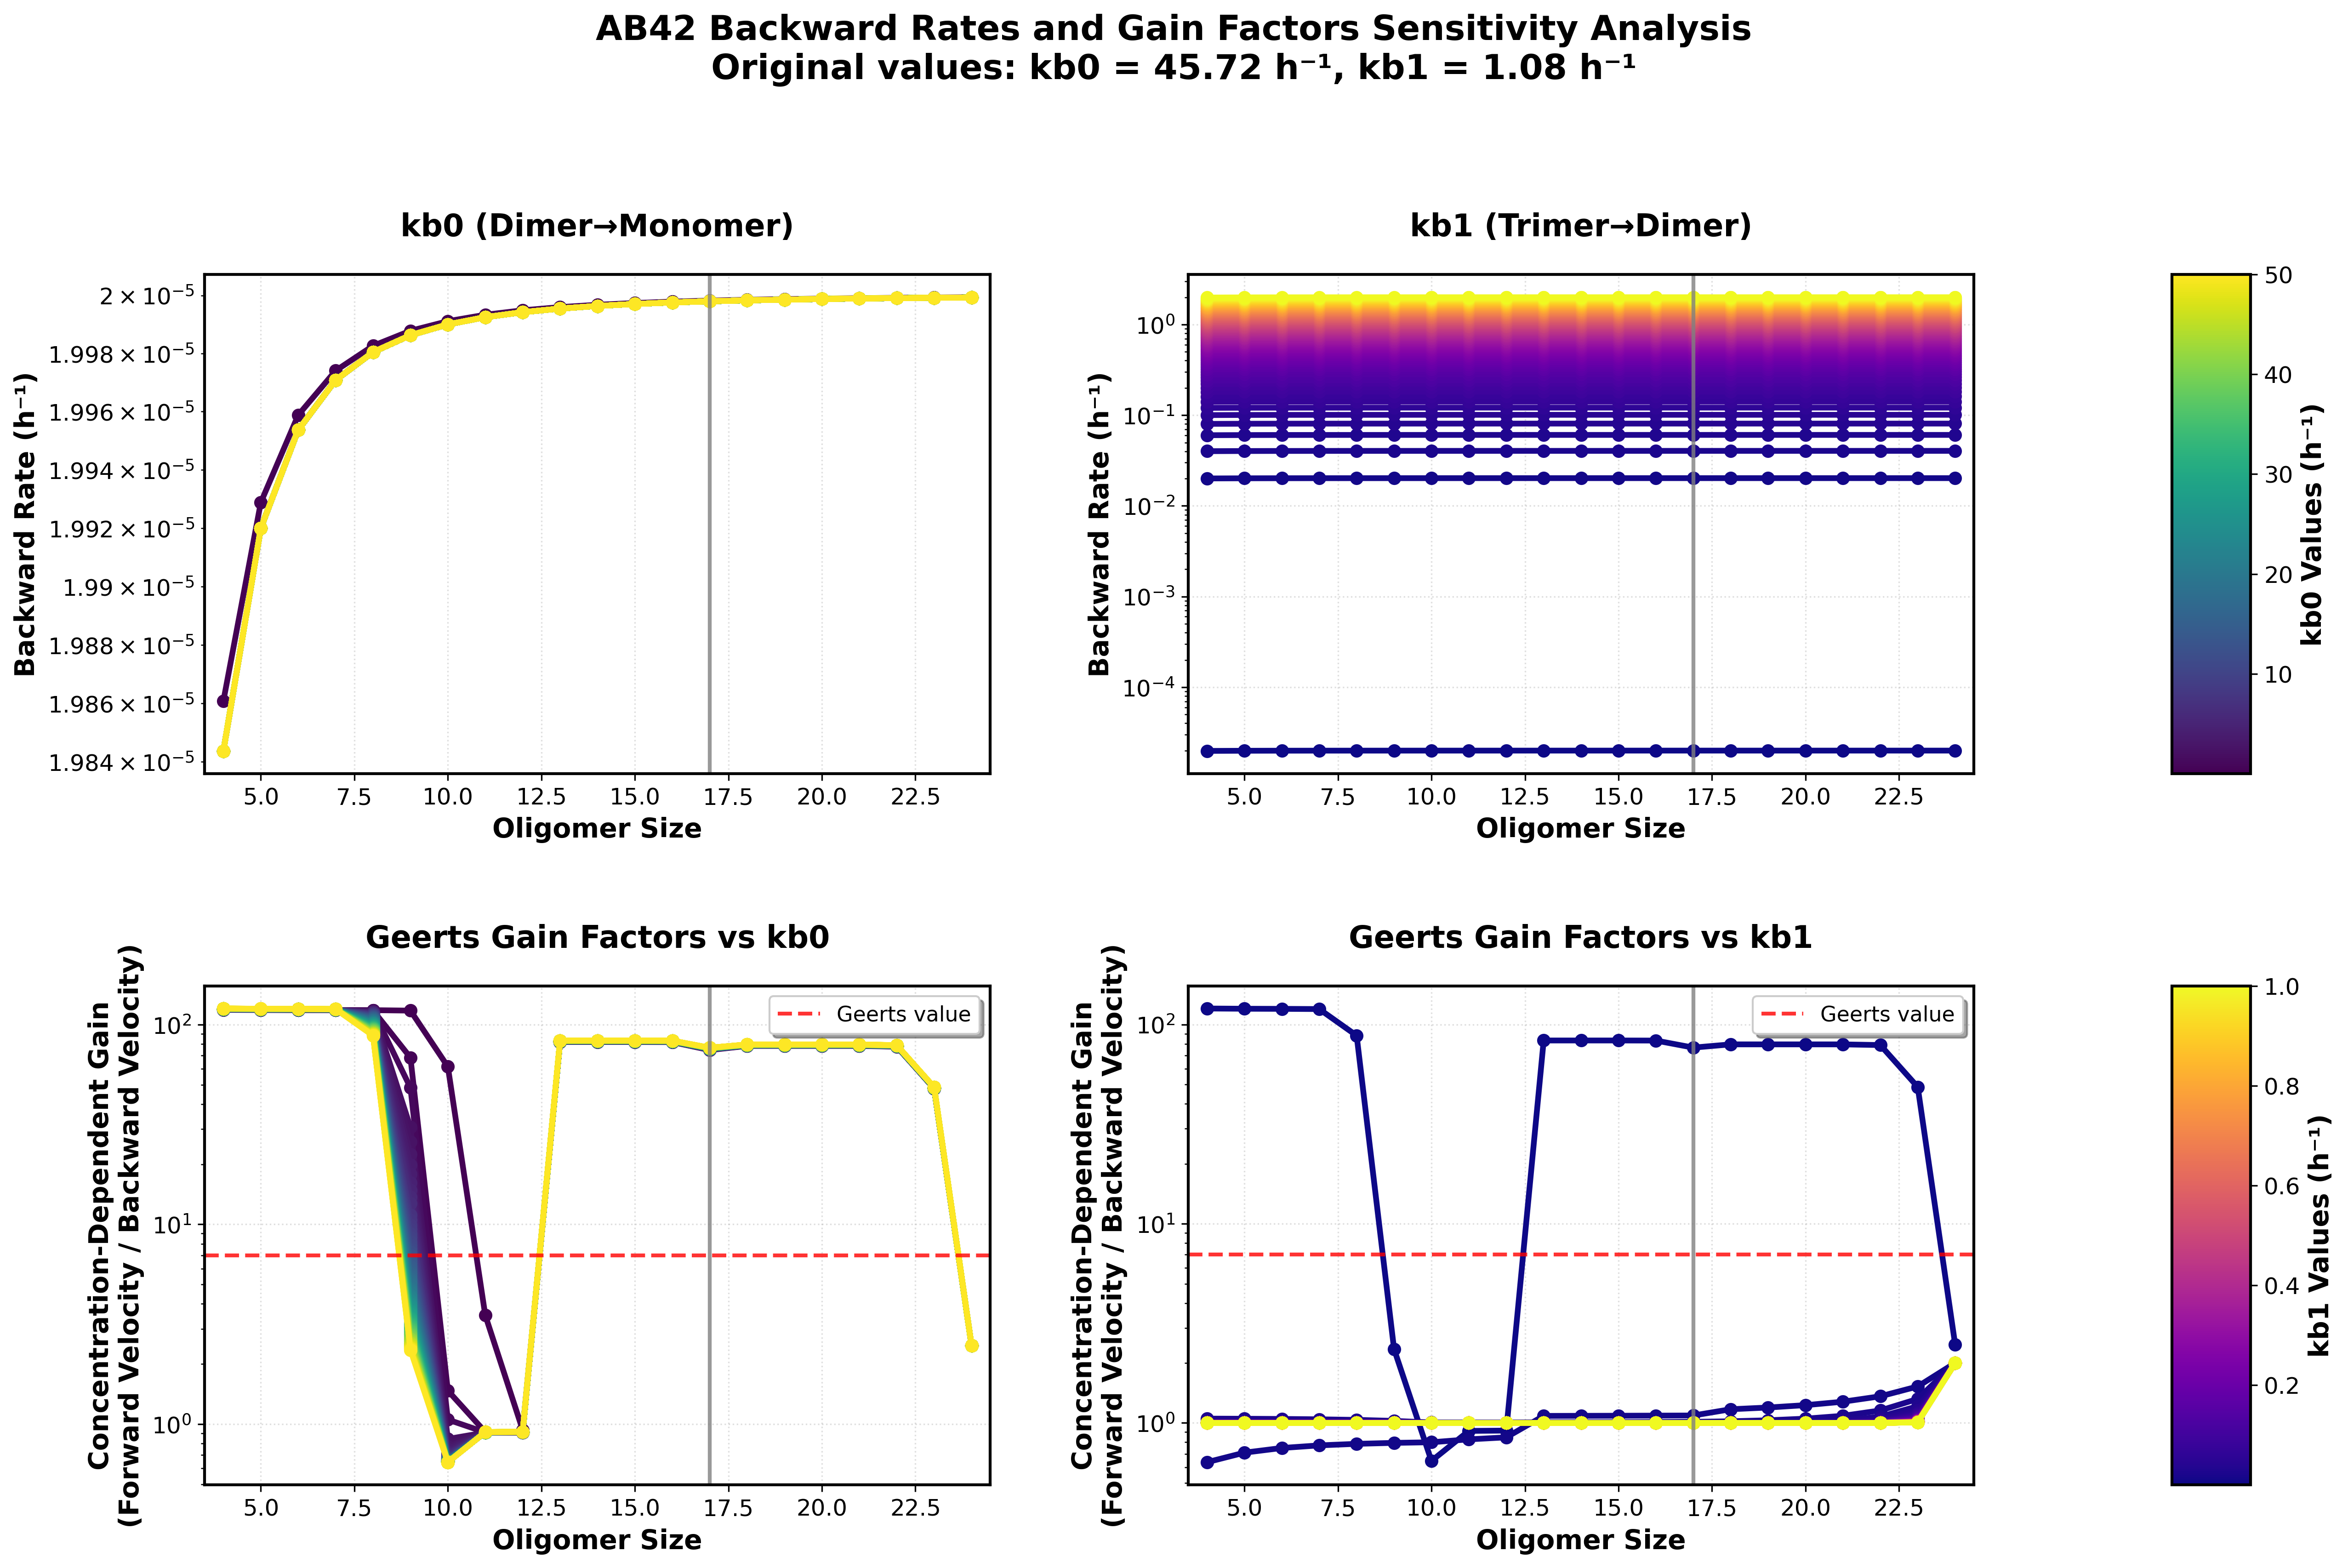 AB42 Backward Rates and Gain Factors Sensitivity Analysis
Original values: kb0 = 45.72 h⁻¹, kb1 = 1.08 h⁻¹
kb0 (Dimer→Monomer)
Backward Rate (h⁻¹)
2 × 10⁻⁵
1.998 × 10⁻⁵
1.996 × 10⁻⁵
1.994 × 10⁻⁵
1.992 × 10⁻⁵
1.99 × 10⁻⁵
1.988 × 10⁻⁵
1.986 × 10⁻⁵
1.984 × 10⁻⁵
5.0 7.5 10.0 12.5 15.0 17.5 20.0 22.5
Oligomer Size
kb1 (Trimer→Dimer)
Backward Rate (h⁻¹)
10⁰
10⁻¹
10⁻²
10⁻³
10⁻⁴
5.0 7.5 10.0 12.5 15.0 17.5 20.0 22.5
Oligomer Size
50
40
30
20
10
kb0 Values (h⁻¹)
Geerts Gain Factors vs kb0
Concentration-Dependent Gain
(Forward Velocity / Backward Velocity)
10²
10¹
10⁰
Geerts value
5.0 7.5 10.0 12.5 15.0 17.5 20.0 22.5
Oligomer Size
Geerts Gain Factors vs kb1
Concentration-Dependent Gain
(Forward Velocity / Backward Velocity)
10²
10¹
10⁰
Geerts value
5.0 7.5 10.0 12.5 15.0 17.5 20.0 22.5
Oligomer Size
1.0
0.8
0.6
0.4
0.2
kb1 Values (h⁻¹)